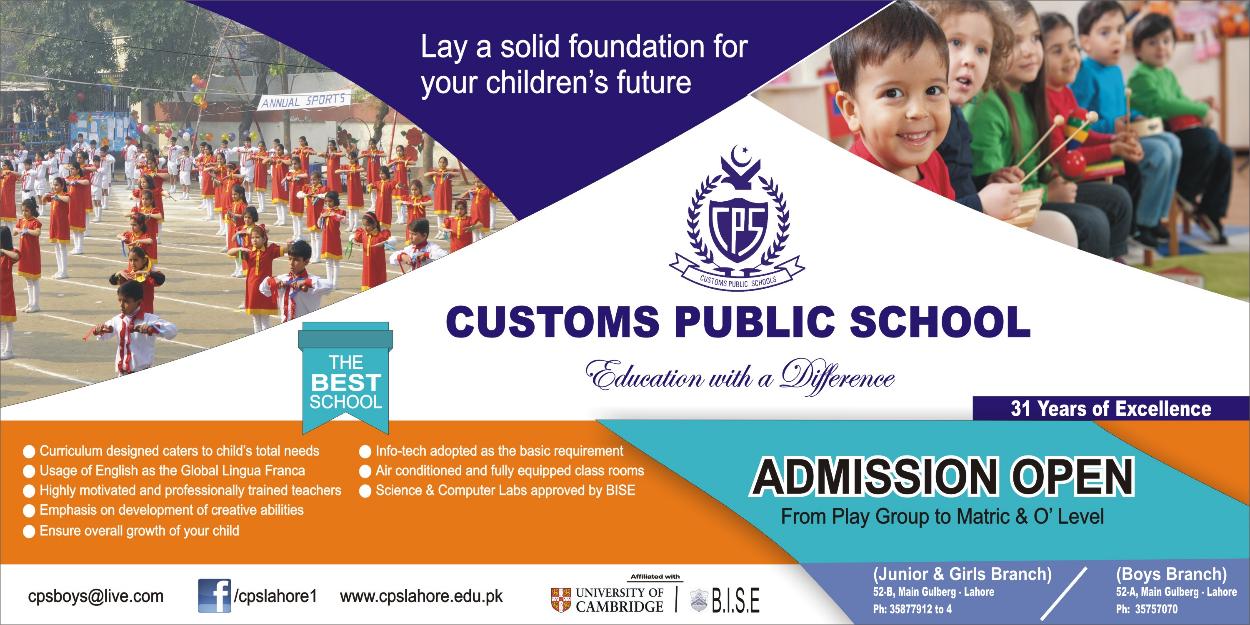 Lay a solid foundation for
your children's future
ANNUAL SPORTS
CPS
CUSTOMS PUBLIC SCHOOLS
CUSTOMS PUBLIC SCHOOL
Education with a Difference
THE
BEST
SCHOOL
31 Years of Excellence
Curriculum designed caters to child's total needs
Usage of English as the Global Lingua Franca
Highly motivated and professionally trained teachers
Emphasis on development of creative abilities
Ensure overall growth of your child
Info-tech adopted as the basic requirement
Air conditioned and fully equipped class rooms
Science & Computer Labs approved by BISE
ADMISSION OPEN
From Play Group to Matric & O' Level
cpsboys@live.com
f /cpslahore1
www.cpslahore.edu.pk
Affiliated with
UNIVERSITY OF
CAMBRIDGE
B.I.S.E
(Junior & Girls Branch)
52-B, Main Gulberg - Lahore
Ph: 35877912 to 4
(Boys Branch)
52-A, Main Gulberg - Lahore
Ph: 35757070